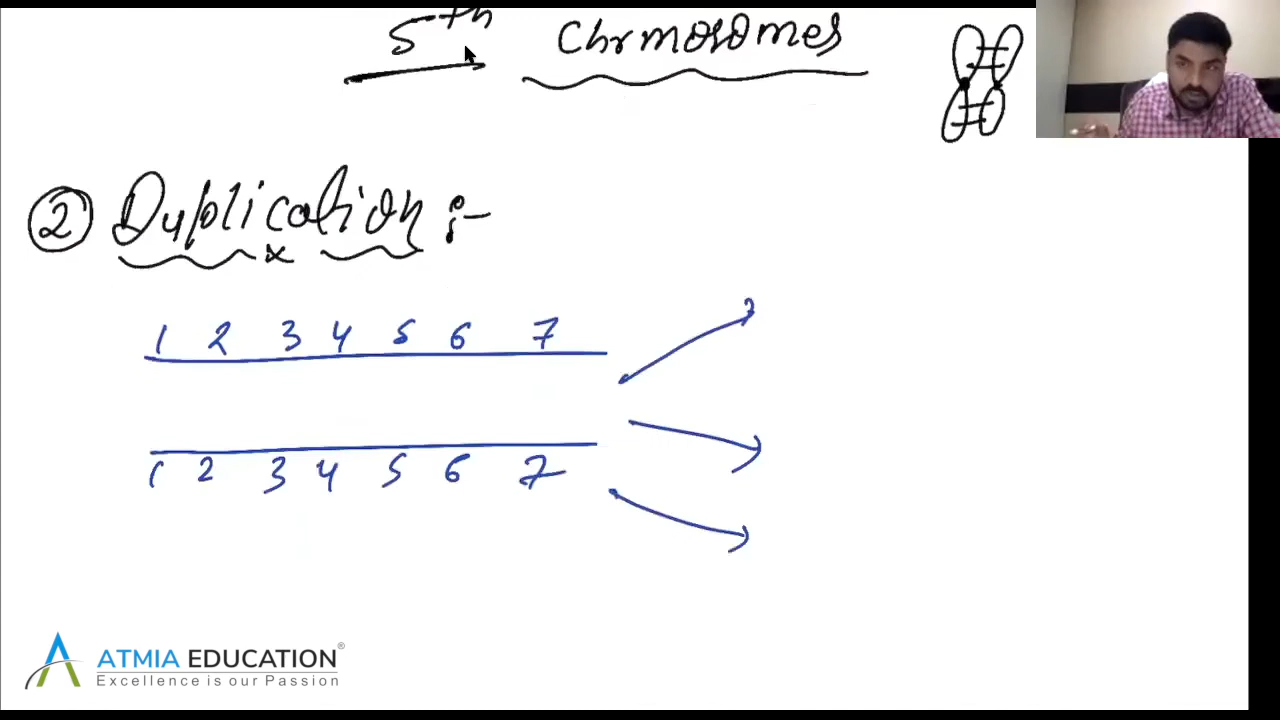 5th Chrmosomes
② Duplication :-
1 2 3 4 5 6 7
1 2 3 4 5 6 7
ATMIA EDUCATION®
Excellence is our Passion